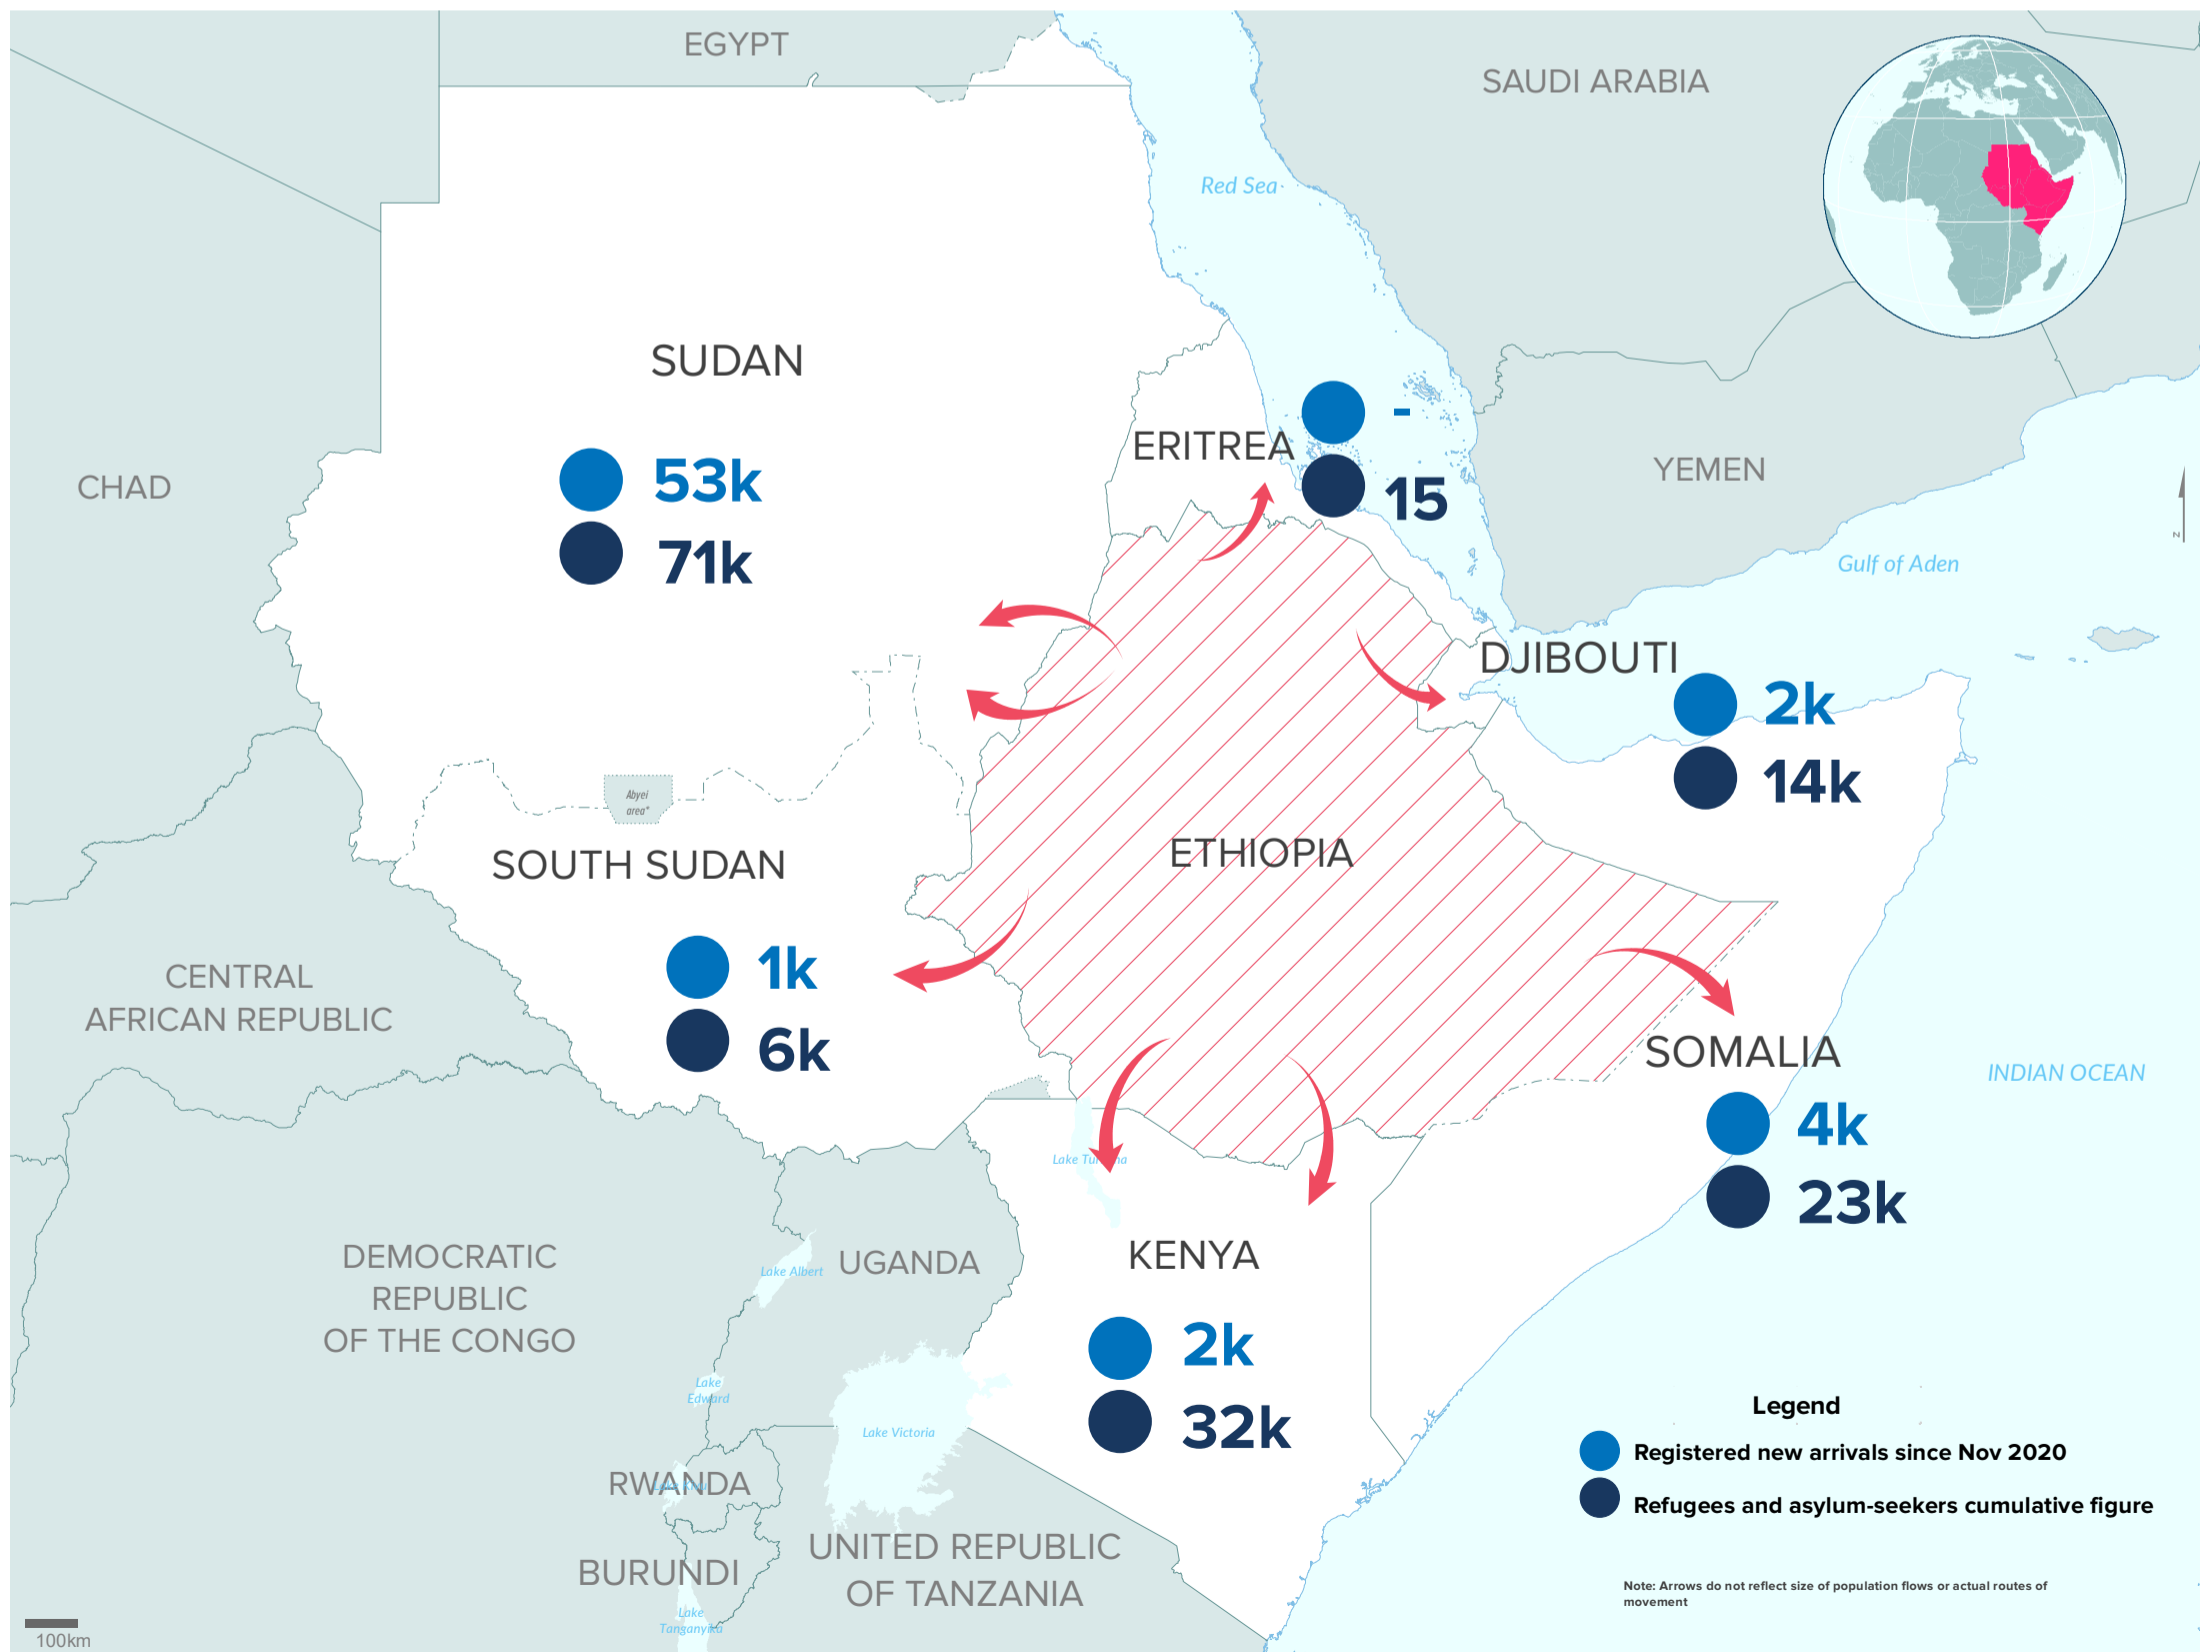 EGYPT
SAUDI ARABIA
Red Sea
SUDAN
ERITREA
-
15
CHAD
53k
71k
YEMEN
N
Gulf of Aden
DJIBOUTI
2k
14k
Abyei
area*
SOUTH SUDAN
ETHIOPIA
1k
6k
CENTRAL
AFRICAN REPUBLIC
SOMALIA
INDIAN OCEAN
4k
23k
Lake
KENYA
DEMOCRATIC
REPUBLIC
OF THE CONGO
UGANDA
Lake Albert
2k
32k
Lake
Edward
Lake Victoria
Legend
Registered new arrivals since Nov 2020
Refugees and asylum-seekers cumulative figure
RWANDA
BURUNDI
UNITED REPUBLIC
OF TANZANIA
Note: Arrows do not reflect size of population flows or actual routes of
movement
Lake
Tanganyika
100km